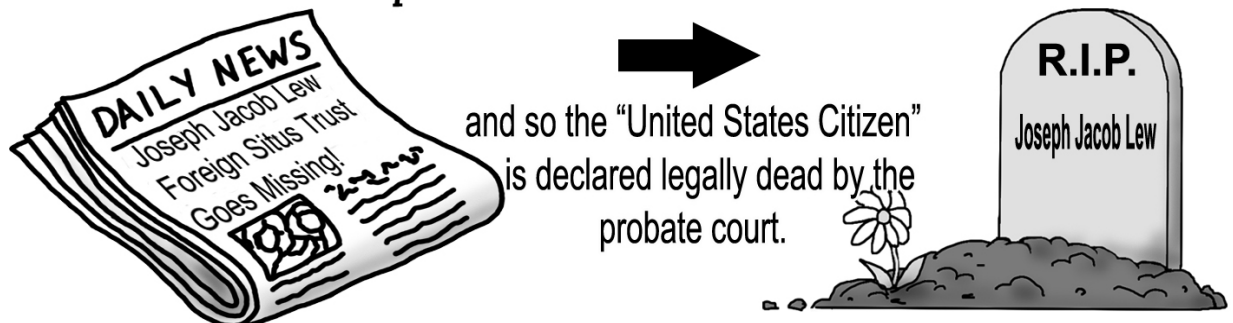 DAILY NEWS
Joseph Jacob Lew
Foreign Situs Trust
Goes Missing!
and so the “United States Citizen”
is declared legally dead by the
probate court.
R.I.P.
Joseph Jacob Lew